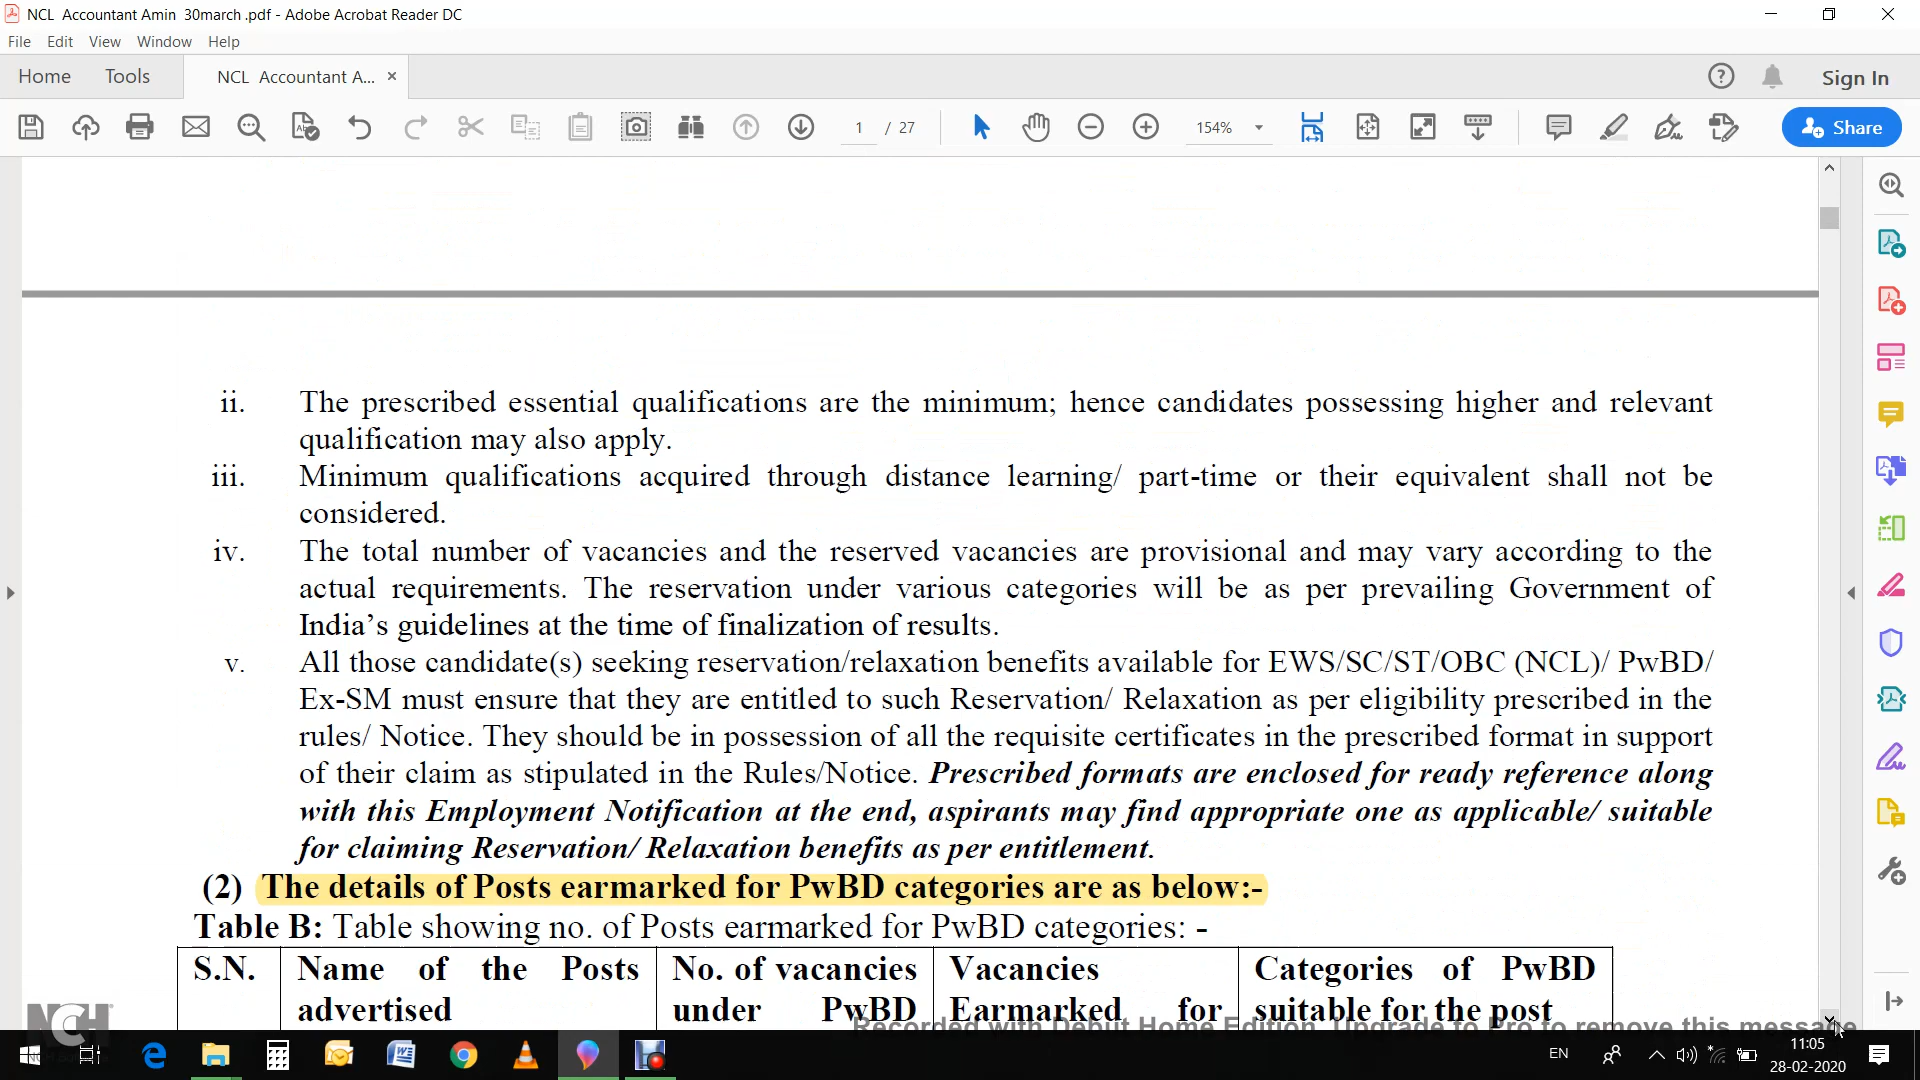 NCL Accountant Amin 30march .pdf - Adobe Acrobat Reader DC
File Edit View Window Help
Home Tools NCL Accountant A... × Sign In
1 / 27 154% Share
ii. The prescribed essential qualifications are the minimum; hence candidates possessing higher and relevant
qualification may also apply.
iii. Minimum qualifications acquired through distance learning/ part-time or their equivalent shall not be
considered.
iv. The total number of vacancies and the reserved vacancies are provisional and may vary according to the
actual requirements. The reservation under various categories will be as per prevailing Government of
India’s guidelines at the time of finalization of results.
v. All those candidate(s) seeking reservation/relaxation benefits available for EWS/SC/ST/OBC (NCL)/ PwBD/
Ex-SM must ensure that they are entitled to such Reservation/ Relaxation as per eligibility prescribed in the
rules/ Notice. They should be in possession of all the requisite certificates in the prescribed format in support
of their claim as stipulated in the Rules/Notice. Prescribed formats are enclosed for ready reference along
with this Employment Notification at the end, aspirants may find appropriate one as applicable/ suitable
for claiming Reservation/ Relaxation benefits as per entitlement.
(2) The details of Posts earmarked for PwBD categories are as below:-
Table B: Table showing no. of Posts earmarked for PwBD categories: -
S.N. Name of the Posts No. of vacancies Vacancies Categories of PwBD
advertised under PwBD Earmarked for suitable for the post
NCH
Recorded with Debut Home Edition. Upgrade to Pro to remove this message
EN 11:05
28-02-2020